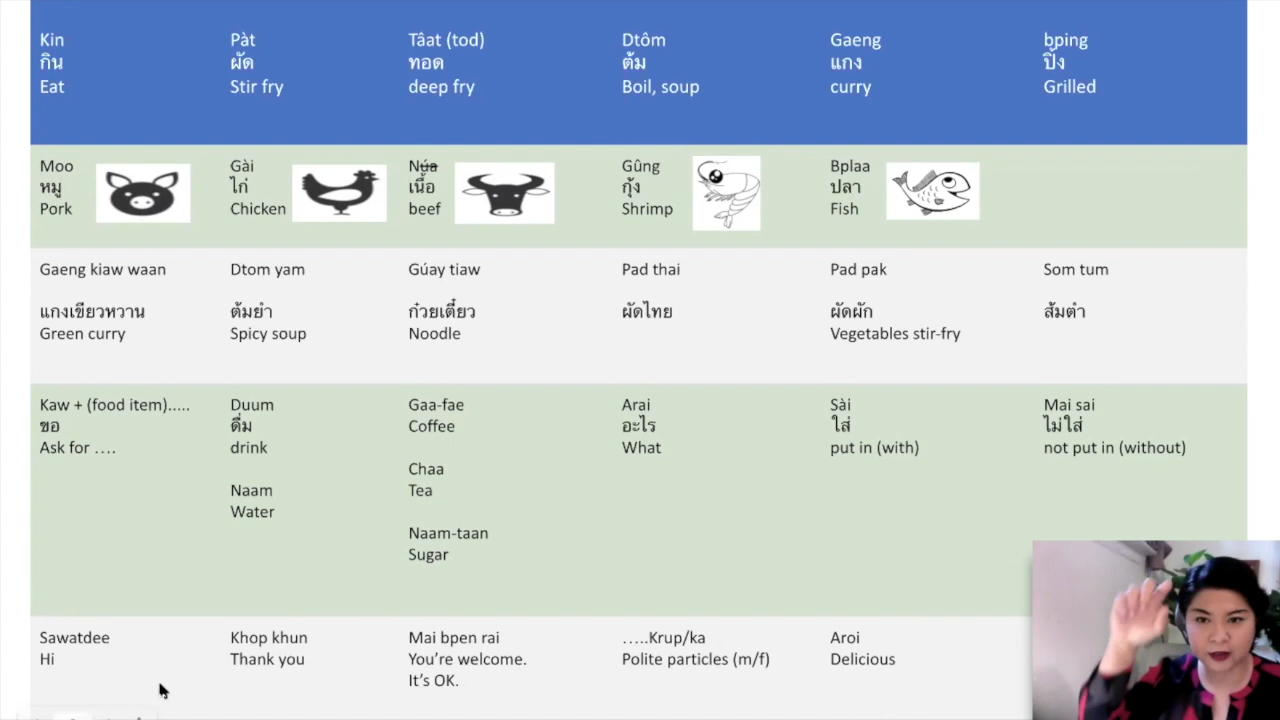 Kin
กิน
Eat
Pàt
ผัด
Stir fry
Tâat (tod)
ทอด
deep fry
Dtôm
ต้ม
Boil, soup
Gaeng
แกง
curry
bping
ปิ้ง
Grilled
Moo
หมู
Pork
Gài
ไก่
Chicken
Núa
เนื้อ
beef
Gûng
กุ้ง
Shrimp
Bplaa
ปลา
Fish
Gaeng kiaw waan
แกงเขียวหวาน
Green curry
Dtom yam
ต้มยำ
Spicy soup
Gúay tiaw
ก๋วยเตี๋ยว
Noodle
Pad thai
ผัดไทย
Pad pak
ผัดผัก
Vegetables stir-fry
Som tum
ส้มตำ
Kaw + (food item).....
ขอ
Ask for ....
Duum
ดื่ม
drink
Naam
Water
Gaa-fae
Coffee
Chaa
Tea
Naam-taan
Sugar
Arai
อะไร
What
Sài
ใส่
put in (with)
Mai sai
ไม่ใส่
not put in (without)
Sawatdee
Hi
Khop khun
Thank you
Mai bpen rai
You’re welcome.
It’s OK.
.....Krup/ka
Polite particles (m/f)
Aroi
Delicious